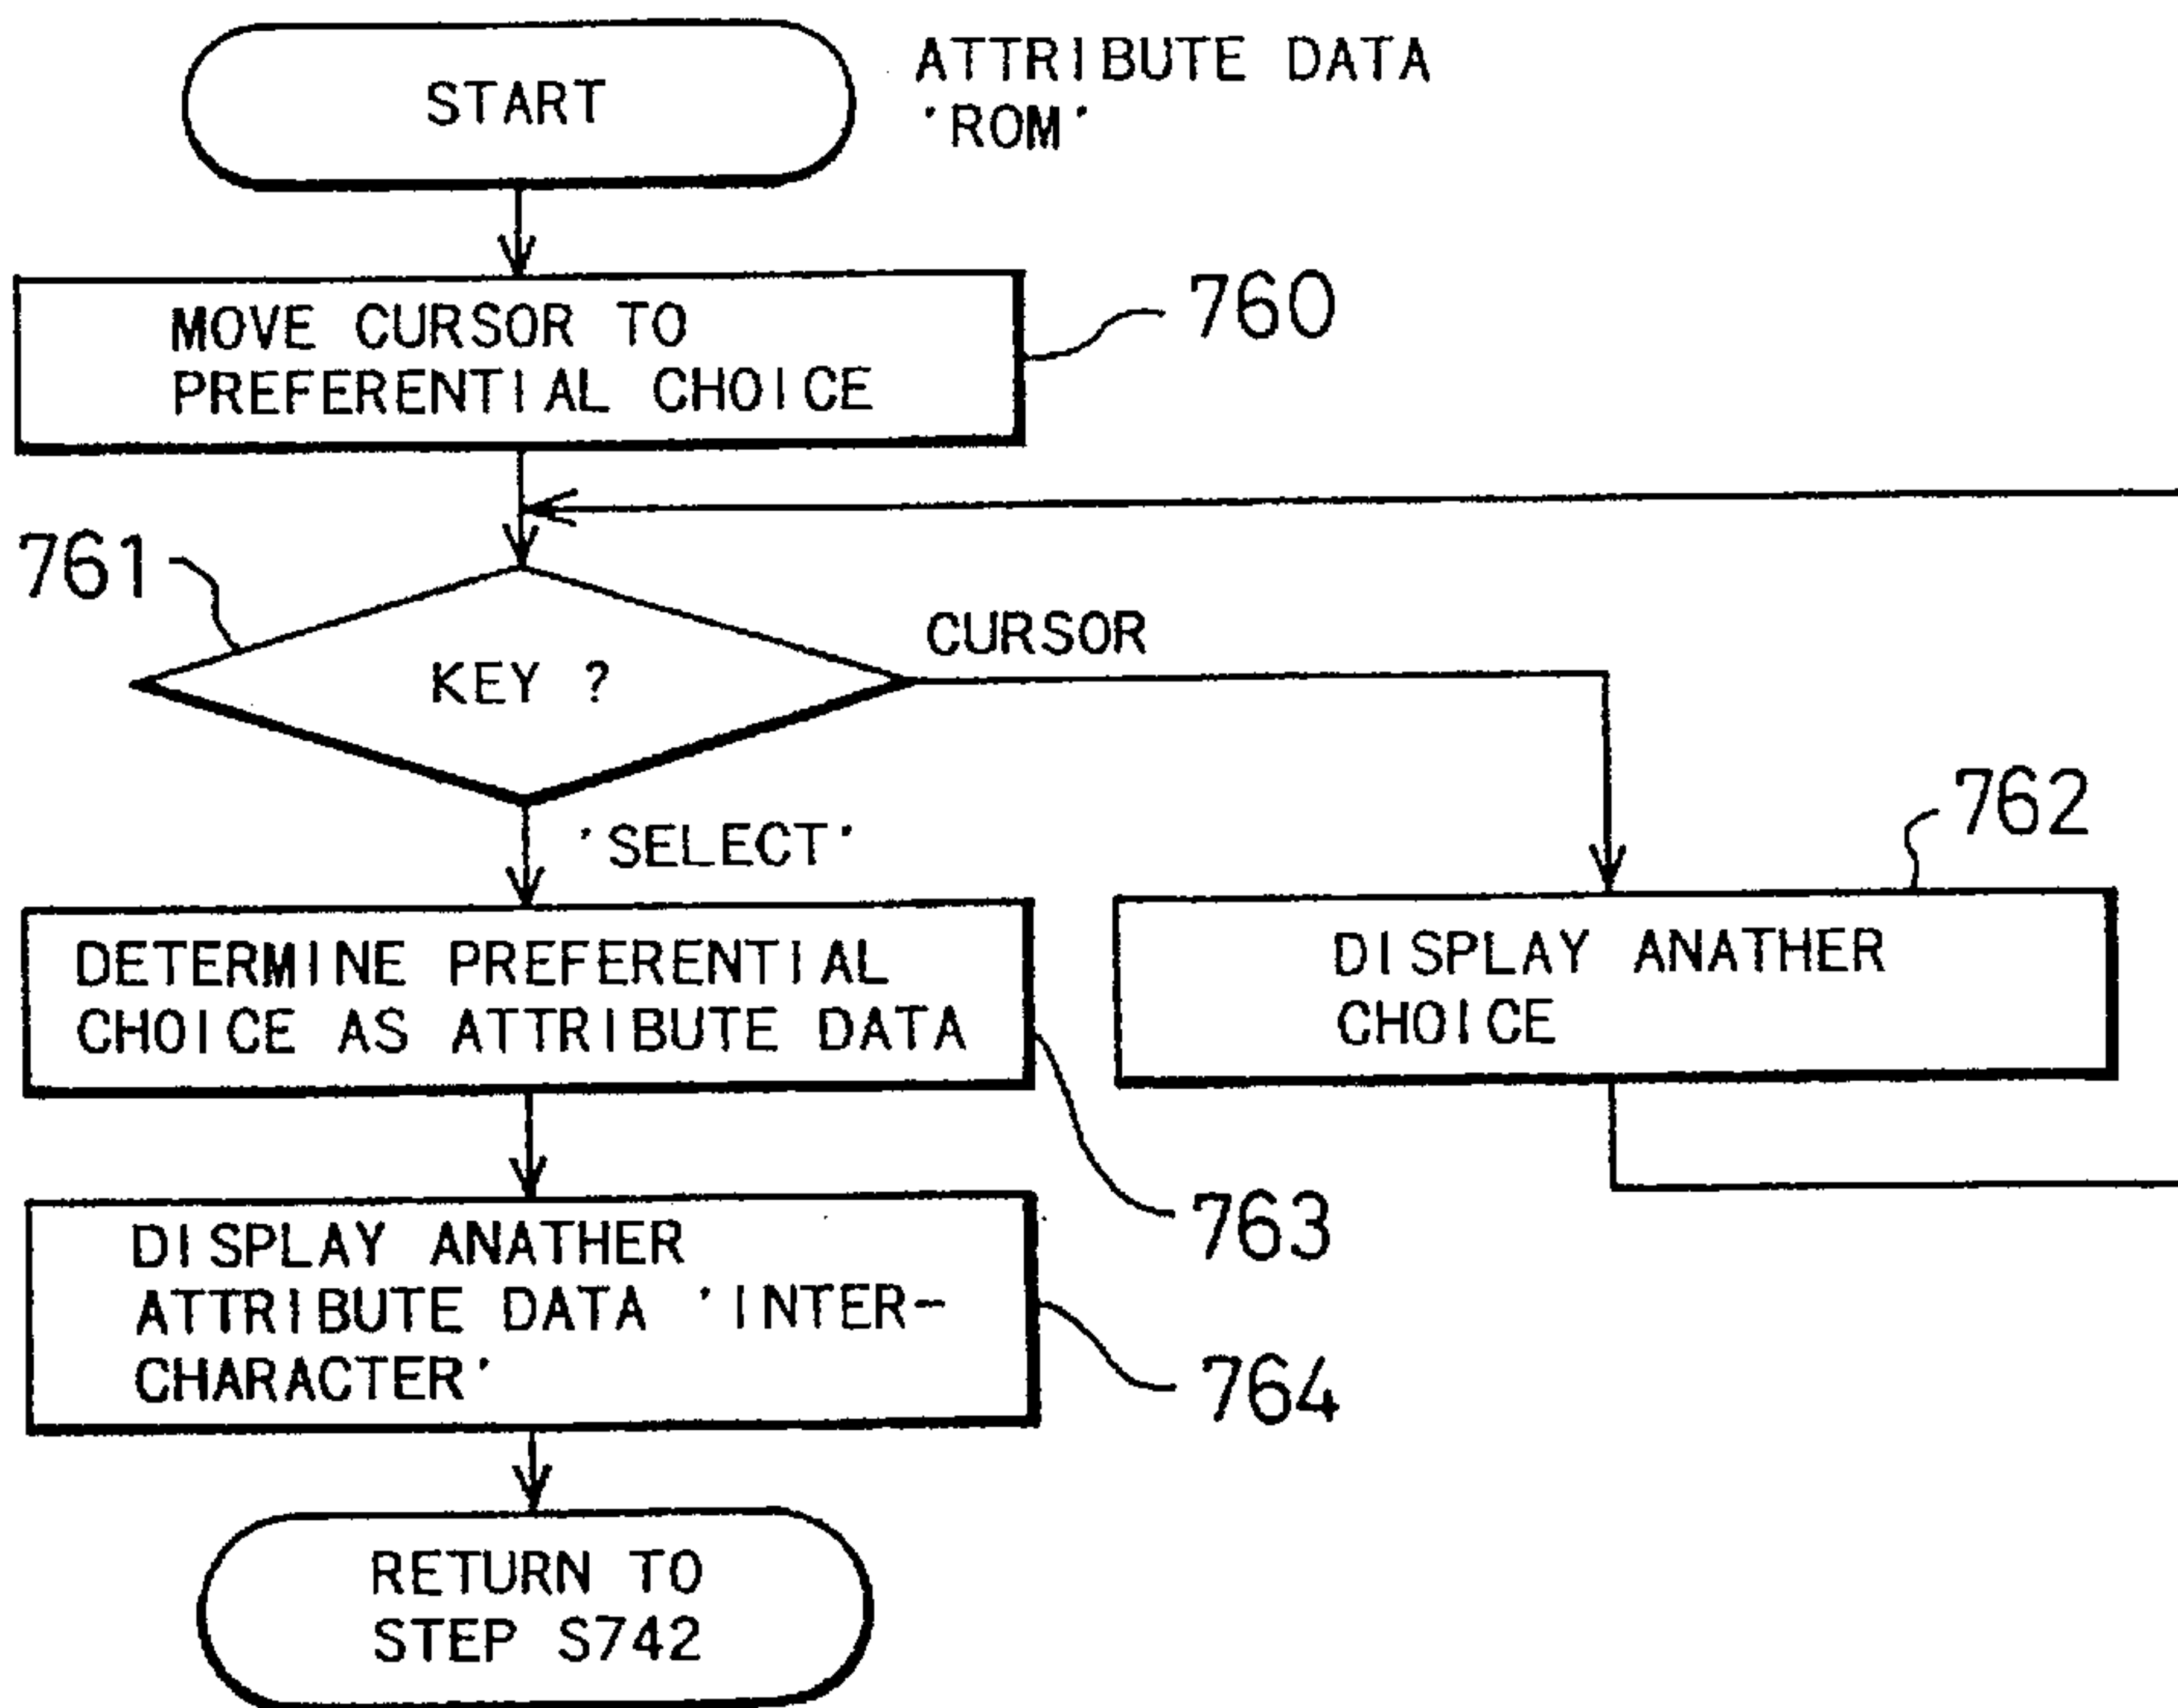 START
ATTRIBUTE DATA
'ROM'
MOVE CURSOR TO
PREFERENTIAL CHOICE
760
761
KEY ?
CURSOR
'SELECT'
762
DETERMINE PREFERENTIAL
CHOICE AS ATTRIBUTE DATA
DISPLAY ANATHER
CHOICE
763
DISPLAY ANATHER
ATTRIBUTE DATA 'INTER-
CHARACTER'
764
RETURN TO
STEP S742